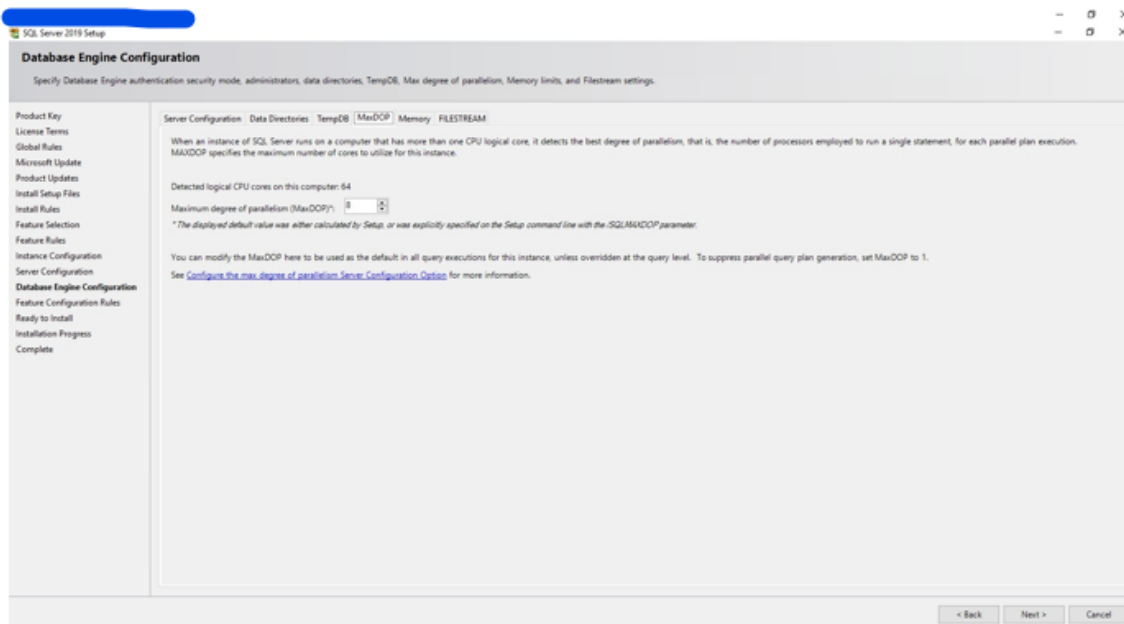 SQL Server 2019 Setup
Database Engine Configuration
Specify Database Engine authentication security mode, administrators, data directories, TempDB, Max degree of parallelism, Memory limits, and Filestream settings.
Product Key
License Terms
Global Rules
Microsoft Update
Product Updates
Install Setup Files
Install Rules
Feature Selection
Feature Rules
Instance Configuration
Server Configuration
Database Engine Configuration
Feature Configuration Rules
Ready to Install
Installation Progress
Complete
Server Configuration Data Directories TempDB MaxDOP Memory FILESTREAM
When an instance of SQL Server runs on a computer that has more than one CPU logical core, it detects the best degree of parallelism, that is, the number of processors employed to run a single statement, for each parallel plan execution.
MAXDOP specifies the maximum number of cores to utilize for this instance.
Detected logical CPU cores on this computer: 64
Maximum degree of parallelism (MaxDOP)*: 8
* The displayed default value was either calculated by Setup, or was explicitly specified on the Setup command line with the /SQLMAXDOP parameter.
You can modify the MaxDOP here to be used as the default in all query executions for this instance, unless overridden at the query level. To suppress parallel query plan generation, set MaxDOP to 1.
See Configure the max degree of parallelism Server Configuration Option for more information.
< Back Next > Cancel